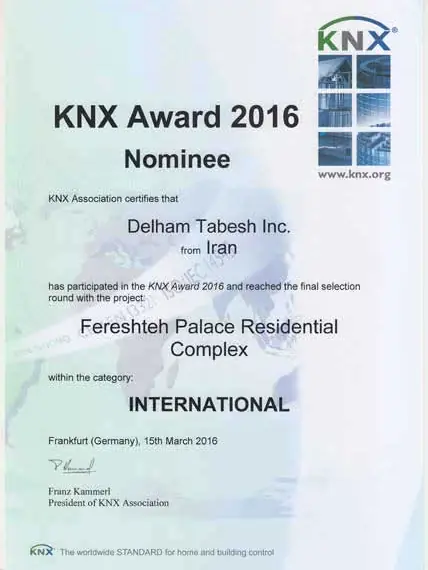 KNX®
www.knx.org
KNX Award 2016
Nominee
KNX Association certifies that
Delham Tabesh Inc.
from Iran
has participated in the KNX Award 2016 and reached the final selection
round with the project:
Fereshteh Palace Residential
Complex
within the category:
INTERNATIONAL
Frankfurt (Germany), 15th March 2016
Franz Kammerl
President of KNX Association
KNX The worldwide STANDARD for home and building control